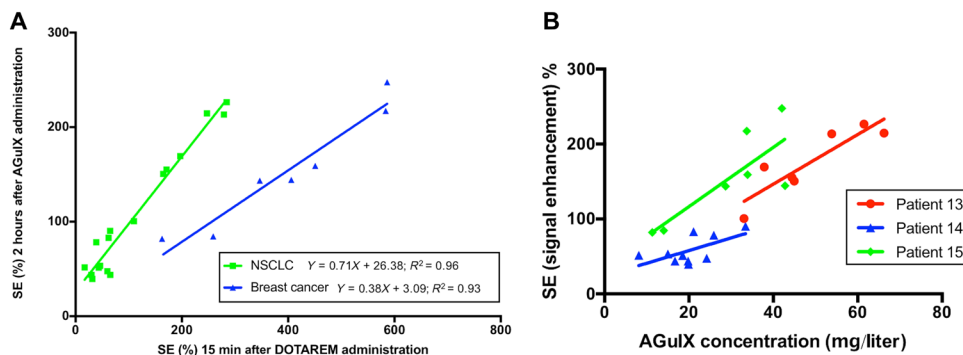 A
SE (%) 2 hours after AGuIX administration
300
200
100
0
0
200
400
600
800
SE (%) 15 min after DOTAREM administration
NSCLC Y = 0.71X + 26.38; R² = 0.96
Breast cancer Y = 0.38X + 3.09; R² = 0.93
B
SE (signal enhancement) %
300
200
100
0
0
20
40
60
80
AGuIX concentration (mg/liter)
Patient 13
Patient 14
Patient 15